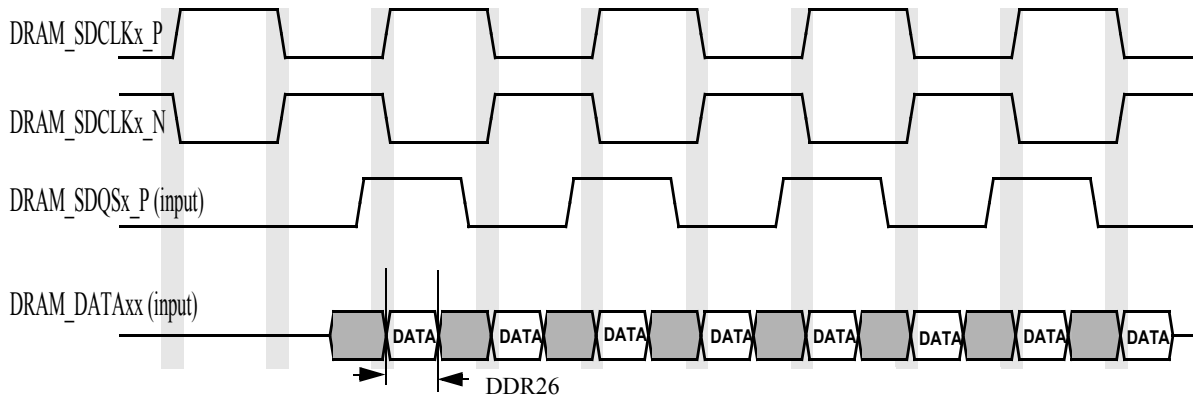 DRAM_SDCLKx_P
DRAM_SDCLKx_N
DRAM_SDQSx_P (input)
DRAM_DATAxx (input)
DATA DATA DATA DATA DATA DATA DATA DATA
DDR26